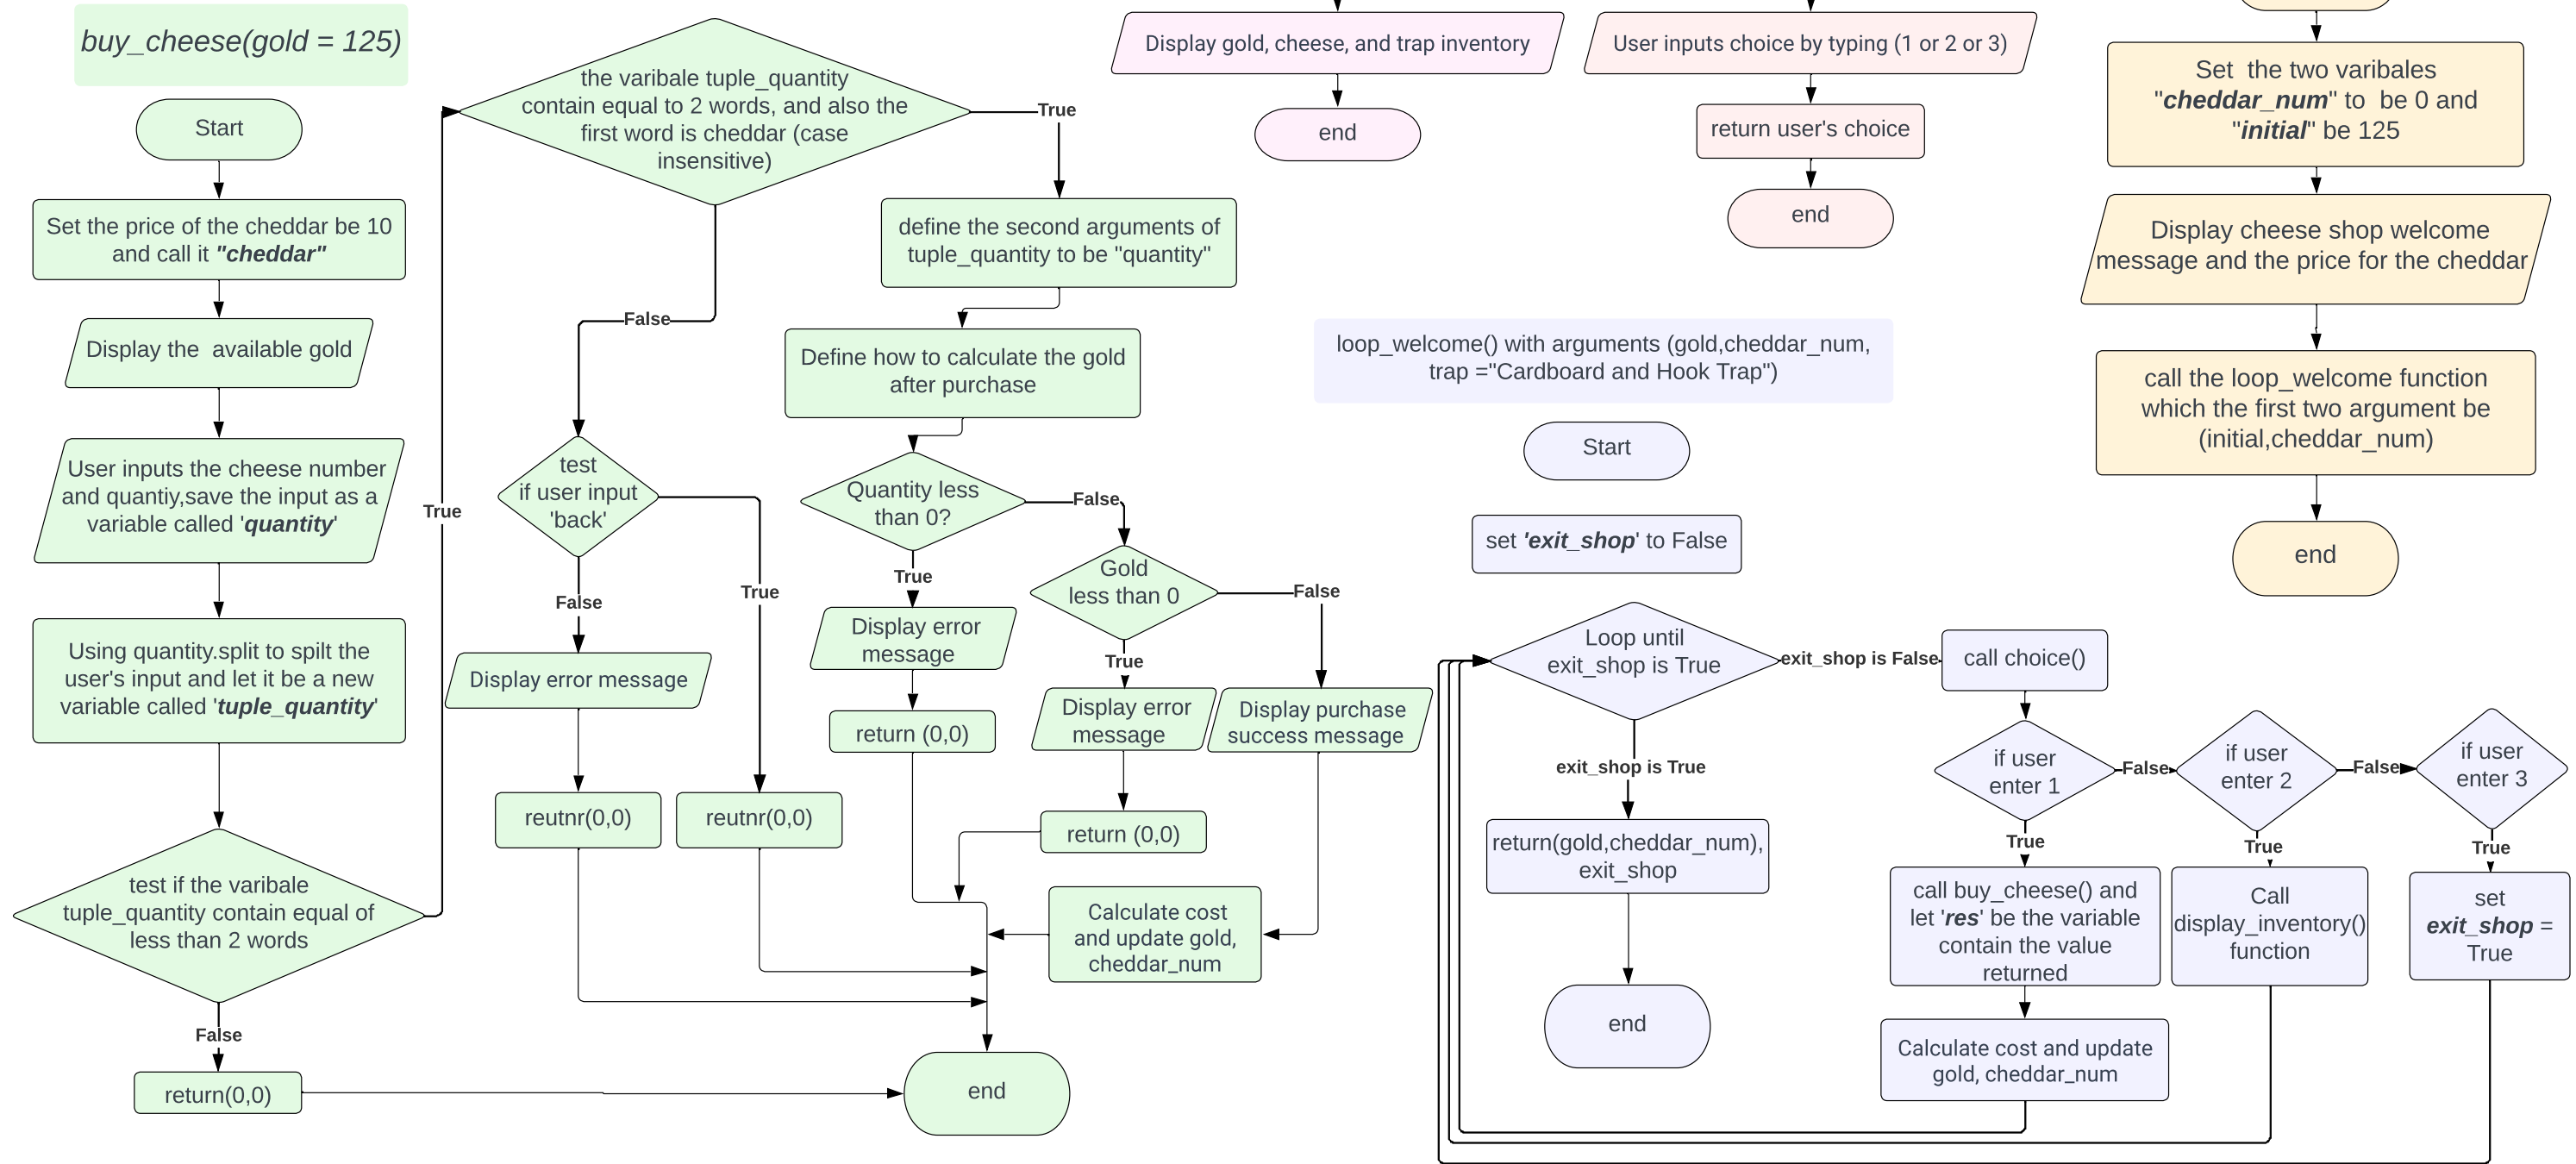 buy_cheese(gold = 125)
Start
Set the price of the cheddar be 10
and call it "cheddar"
Display the  available gold
User inputs the cheese number
and quantiy,save the input as a
variable called 'quantity'
Using quantity.split to spilt the
user's input and let it be a new
variable called 'tuple_quantity'
test if the varibale
tuple_quantity contain equal of
less than 2 words
False
return(0,0)
True
the varibale tuple_quantity
contain equal to 2 words, and also the
first word is cheddar (case
insensitive)
True
False
test
if user input
'back'
False
True
Display error message
reutnr(0,0)
reutnr(0,0)
define the second arguments of
tuple_quantity to be "quantity"
Define how to calculate the gold
after purchase
Quantity less
than 0?
False
True
Display error
message
return (0,0)
Gold
less than 0
False
True
Display error
message
return (0,0)
Display purchase
success message
Calculate cost
and update gold,
cheddar_num
end
Display gold, cheese, and trap inventory
end
User inputs choice by typing (1 or 2 or 3)
return user's choice
end
loop_welcome() with arguments (gold,cheddar_num,
trap ="Cardboard and Hook Trap")
Start
set 'exit_shop' to False
Loop until
exit_shop is True
exit_shop is False
exit_shop is True
return(gold,cheddar_num),
exit_shop
end
call choice()
if user
enter 1
False
True
call buy_cheese() and
let 'res' be the variable
contain the value
returned
Calculate cost and update
gold, cheddar_num
if user
enter 2
False
True
Call
display_inventory()
function
if user
enter 3
True
set
exit_shop =
True
Set  the two varibales
"cheddar_num" to  be 0 and
"initial" be 125
Display cheese shop welcome
message and the price for the cheddar
call the loop_welcome function
which the first two argument be
(initial,cheddar_num)
end